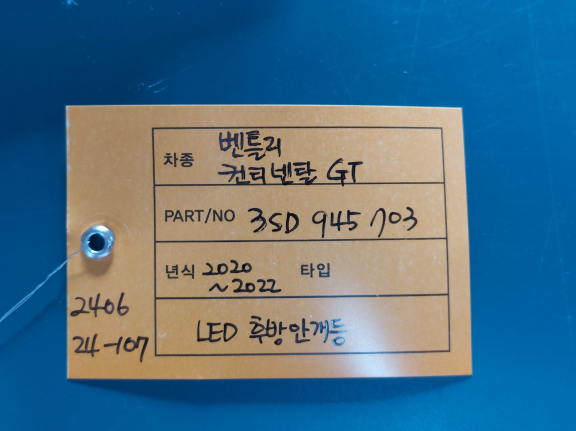 차종 벤틀리
컨티넨탈 GT
PART/NO 3SD 945 703
년식 2020 타입
~2022
2406
24-107
LED 후방안개등